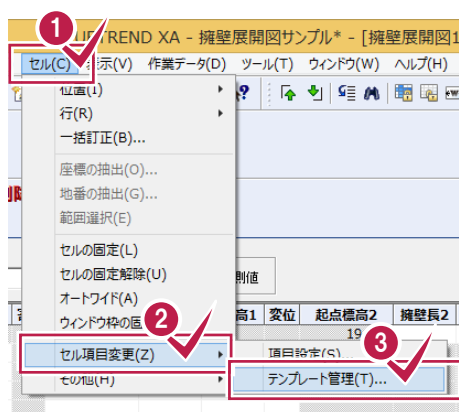 1
TREND XA - 擁壁展開図サンプル* - [擁壁展開図1
セル(C) 表示(V) 作業データ(D) ツール(T) ウィンドウ(W) ヘルプ(H)
位置(I)
行(R)
一括訂正(B)...
座標の抽出(O)...
地番の抽出(G)...
範囲選択(E)
セルの固定(L)
セルの固定解除(U)
オートワイド(A)
ウィンドウ枠の固
セル項目変更(Z)
その他(H)
測値
高1 変位 起点標高2 擁壁長2
19
2
3
項目設定(S)...
テンプレート管理(T)...